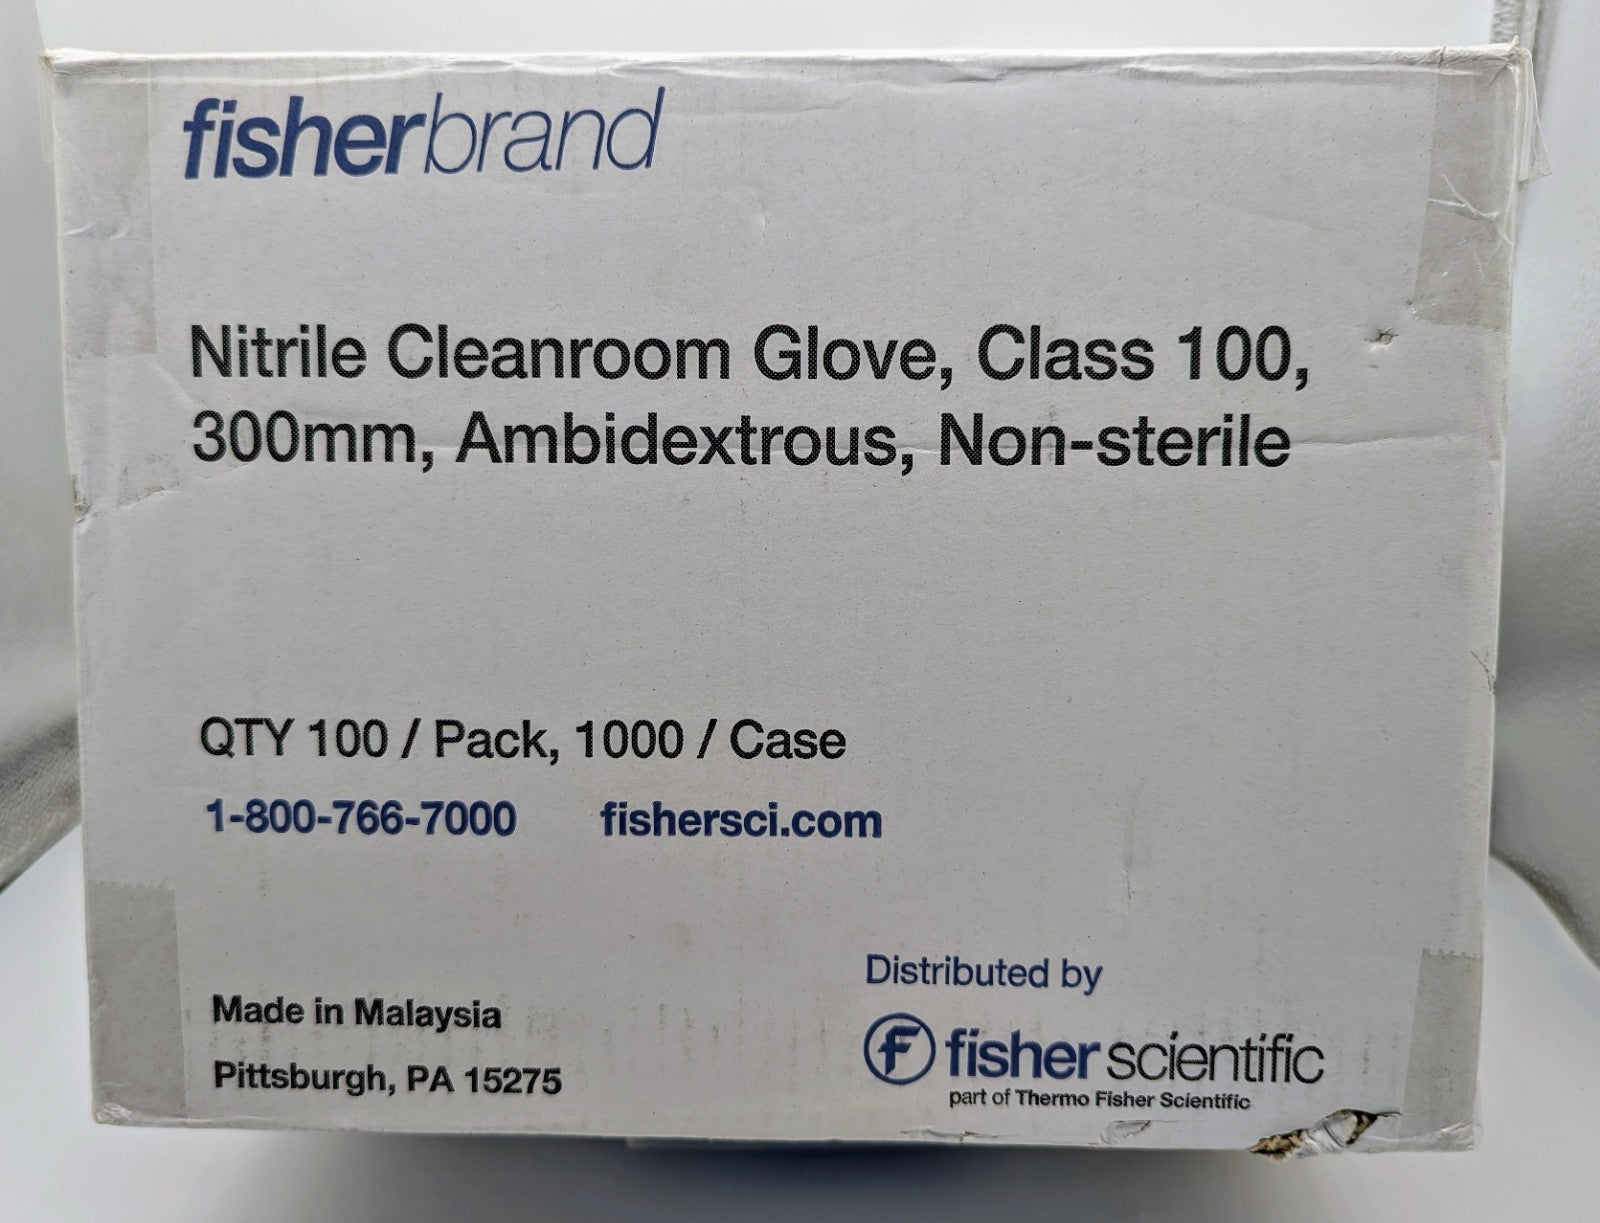 fisherbrand
Nitrile Cleanroom Glove, Class 100,
300mm, Ambidextrous, Non-sterile
QTY 100 / Pack, 1000 / Case
1-800-766-7000 fishersci.com
Made in Malaysia
Pittsburgh, PA 15275
Distributed by
F fisher scientific
part of Thermo Fisher Scientific